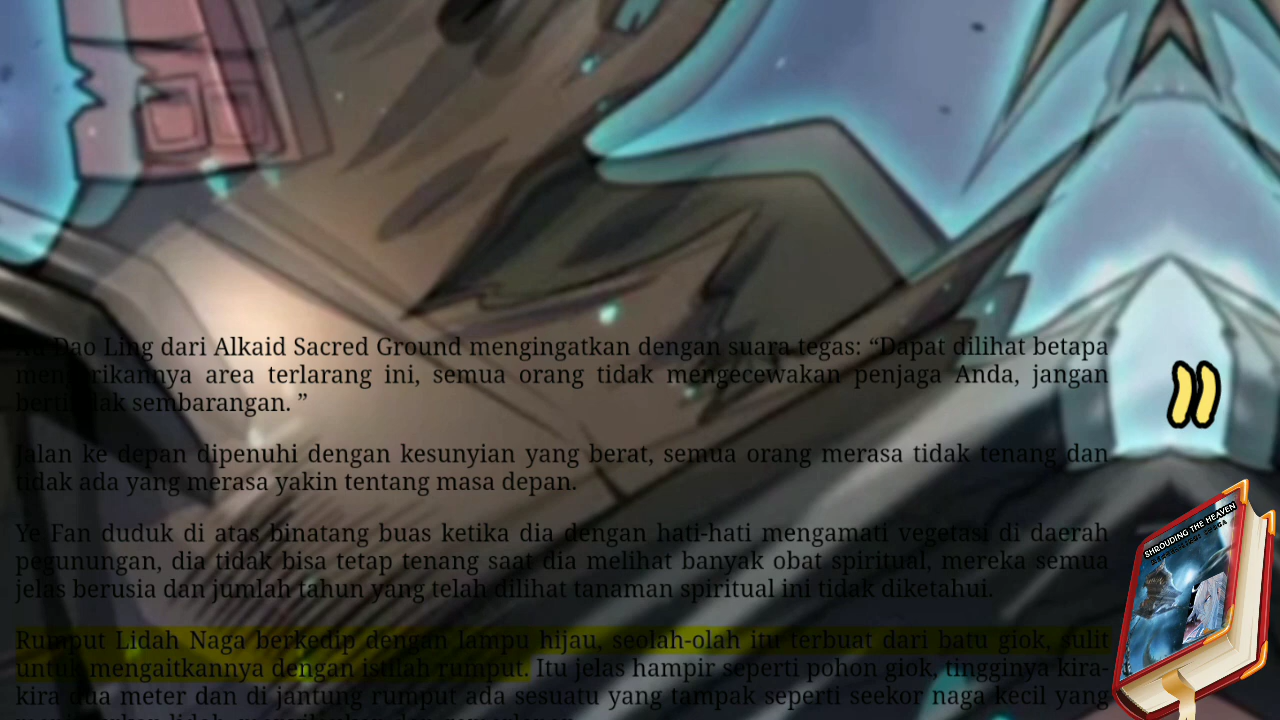 Dao Ling dari Alkaid Sacred Ground mengingatkan dengan suara tegas: “Dapat dilihat betapa
mengerikannya area terlarang ini, semua orang tidak mengecewakan penjaga Anda, jangan
bertindak sembarangan. ”
Jalan ke depan dipenuhi dengan kesunyian yang berat, semua orang merasa tidak tenang dan
tidak ada yang merasa yakin tentang masa depan.
Ye Fan duduk di atas binatang buas ketika dia dengan hati-hati mengamati vegetasi di daerah
pegunungan, dia tidak bisa tetap tenang saat dia melihat banyak obat spiritual, mereka semua
jelas berusia dan jumlah tahun yang telah dilihat tanaman spiritual ini tidak diketahui.
Rumput Lidah Naga berkedip dengan lampu hijau, seolah-olah itu terbuat dari batu giok, sulit
untuk mengaitkannya dengan istilah rumput. Itu jelas hampir seperti pohon giok, tingginya kira-
kira dua meter dan di jantung rumput ada sesuatu yang tampak seperti seekor naga kecil yang
SHROUDING THE HEAVEN